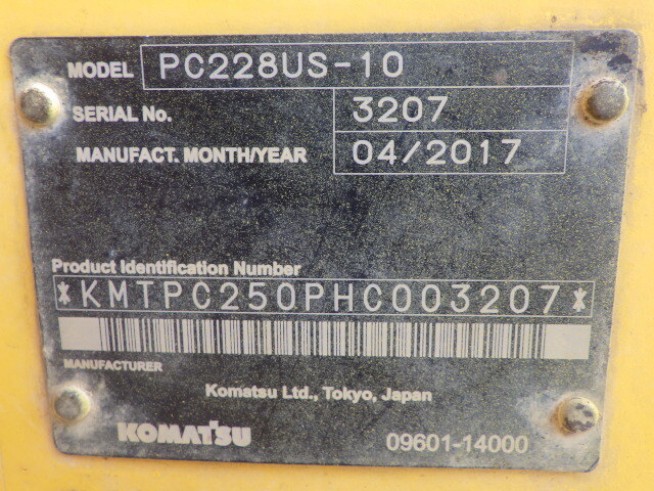 MODEL PC228US-10
SERIAL No. 3207
MANUFACT. MONTH/YEAR 04/2017
Product Identification Number
*KMTPC250PHC003207*
MANUFACTURER
Komatsu Ltd., Tokyo, Japan
KOMATSU 09601-14000